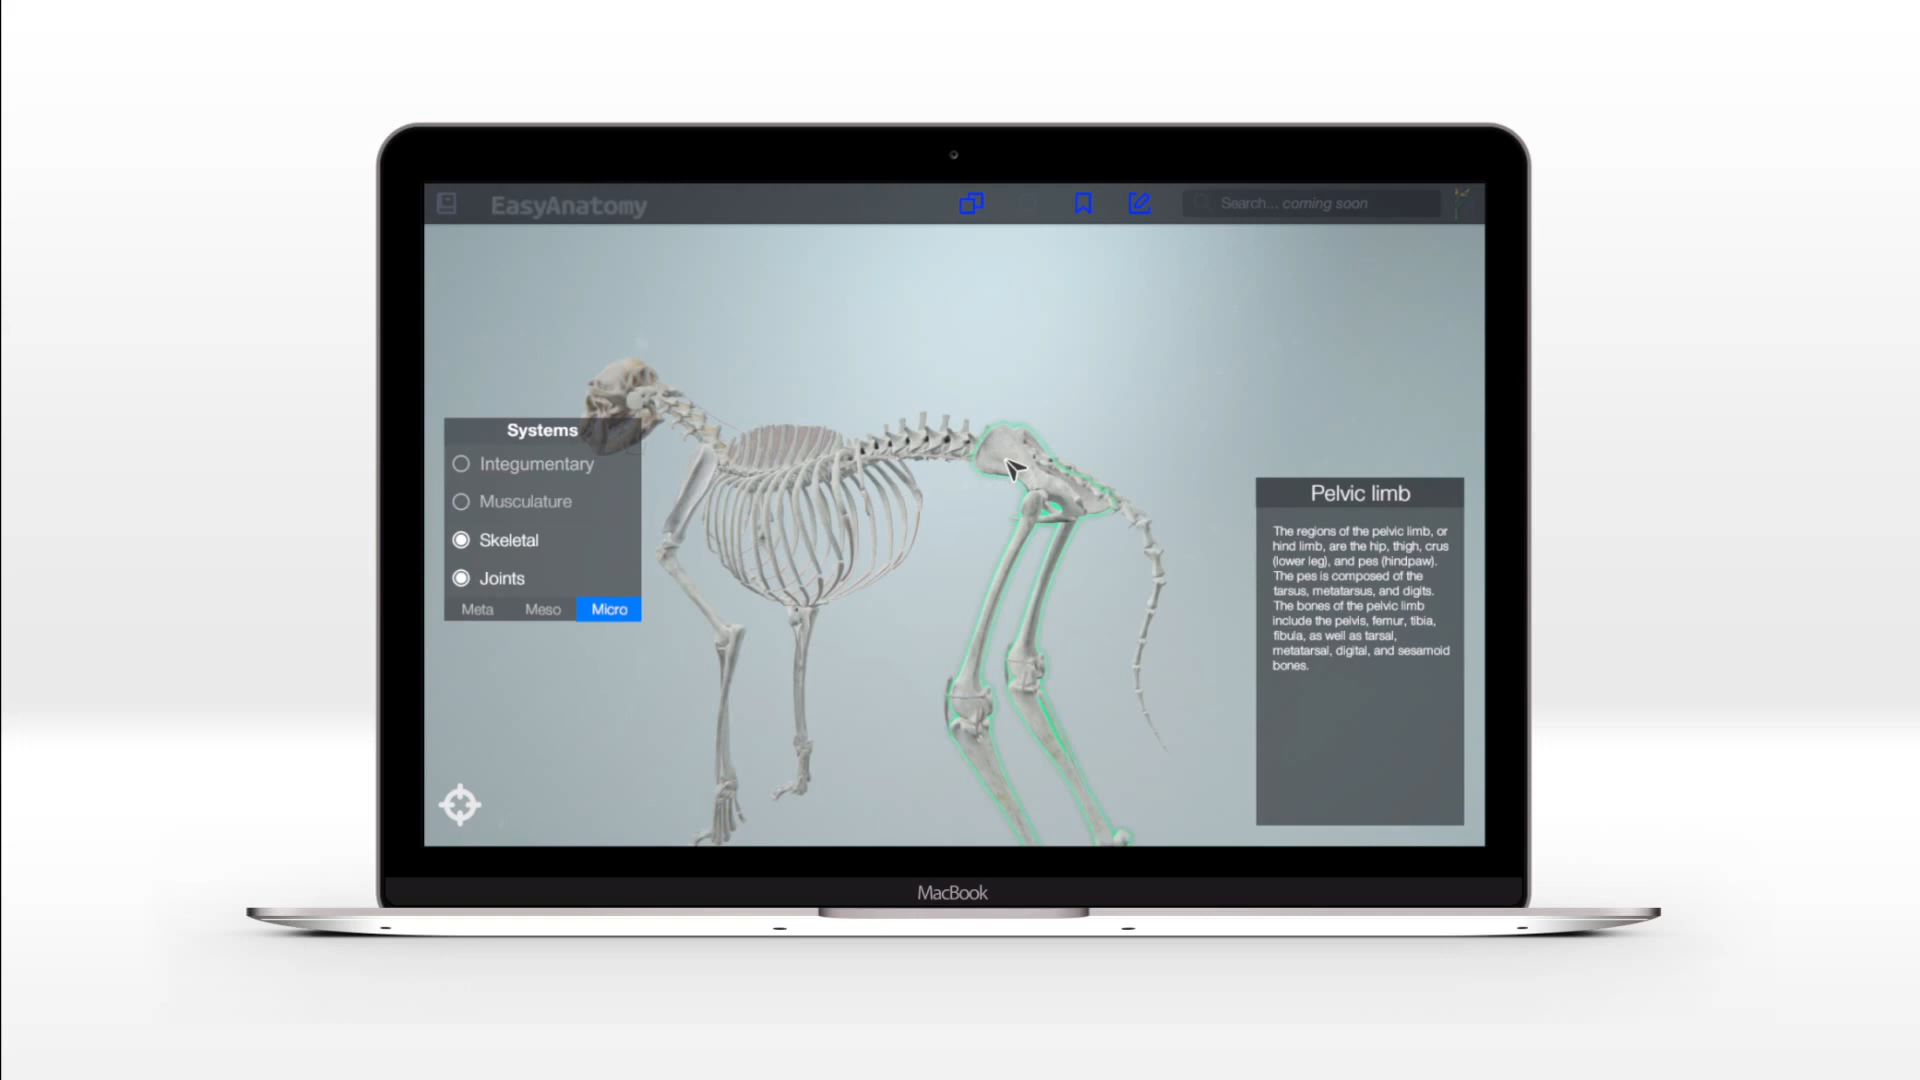 EasyAnatomy
Search... coming soon
Systems
Integumentary
Musculature
Skeletal
Joints
Meta Meso Micro
Pelvic limb
The regions of the pelvic limb, or
hind limb, are the hip, thigh, crus
(lower leg), and pes (hindpaw).
The pes is composed of the
tarsus, metatarsus, and digits.
The bones of the pelvic limb
include the pelvis, femur, tibia,
fibula, as well as tarsal,
metatarsal, digital, and sesamoid
bones.
MacBook